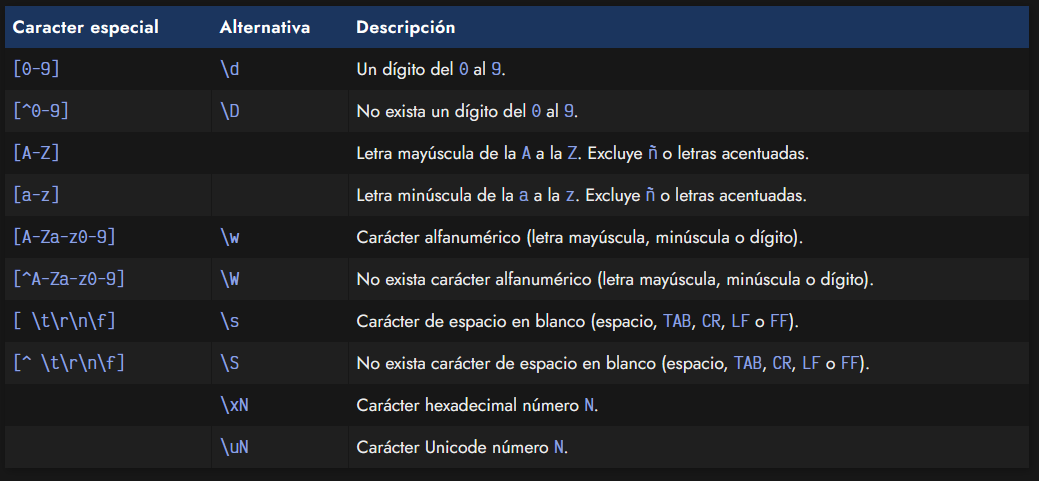 Caracter especial Alternativa Descripción
[0-9] \d Un dígito del 0 al 9.
[^0-9] \D No exista un dígito del 0 al 9.
[A-Z] Letra mayúscula de la A a la Z. Excluye ñ o letras acentuadas.
[a-z] Letra minúscula de la a a la z. Excluye ñ o letras acentuadas.
[A-Za-z0-9] \w Carácter alfanumérico (letra mayúscula, minúscula o dígito).
[^A-Za-z0-9] \W No exista carácter alfanumérico (letra mayúscula, minúscula o dígito).
[ \t\r\n\f] \s Carácter de espacio en blanco (espacio, TAB, CR, LF o FF).
[^ \t\r\n\f] \S No exista carácter de espacio en blanco (espacio, TAB, CR, LF o FF).
\xN Carácter hexadecimal número N.
\uN Carácter Unicode número N.